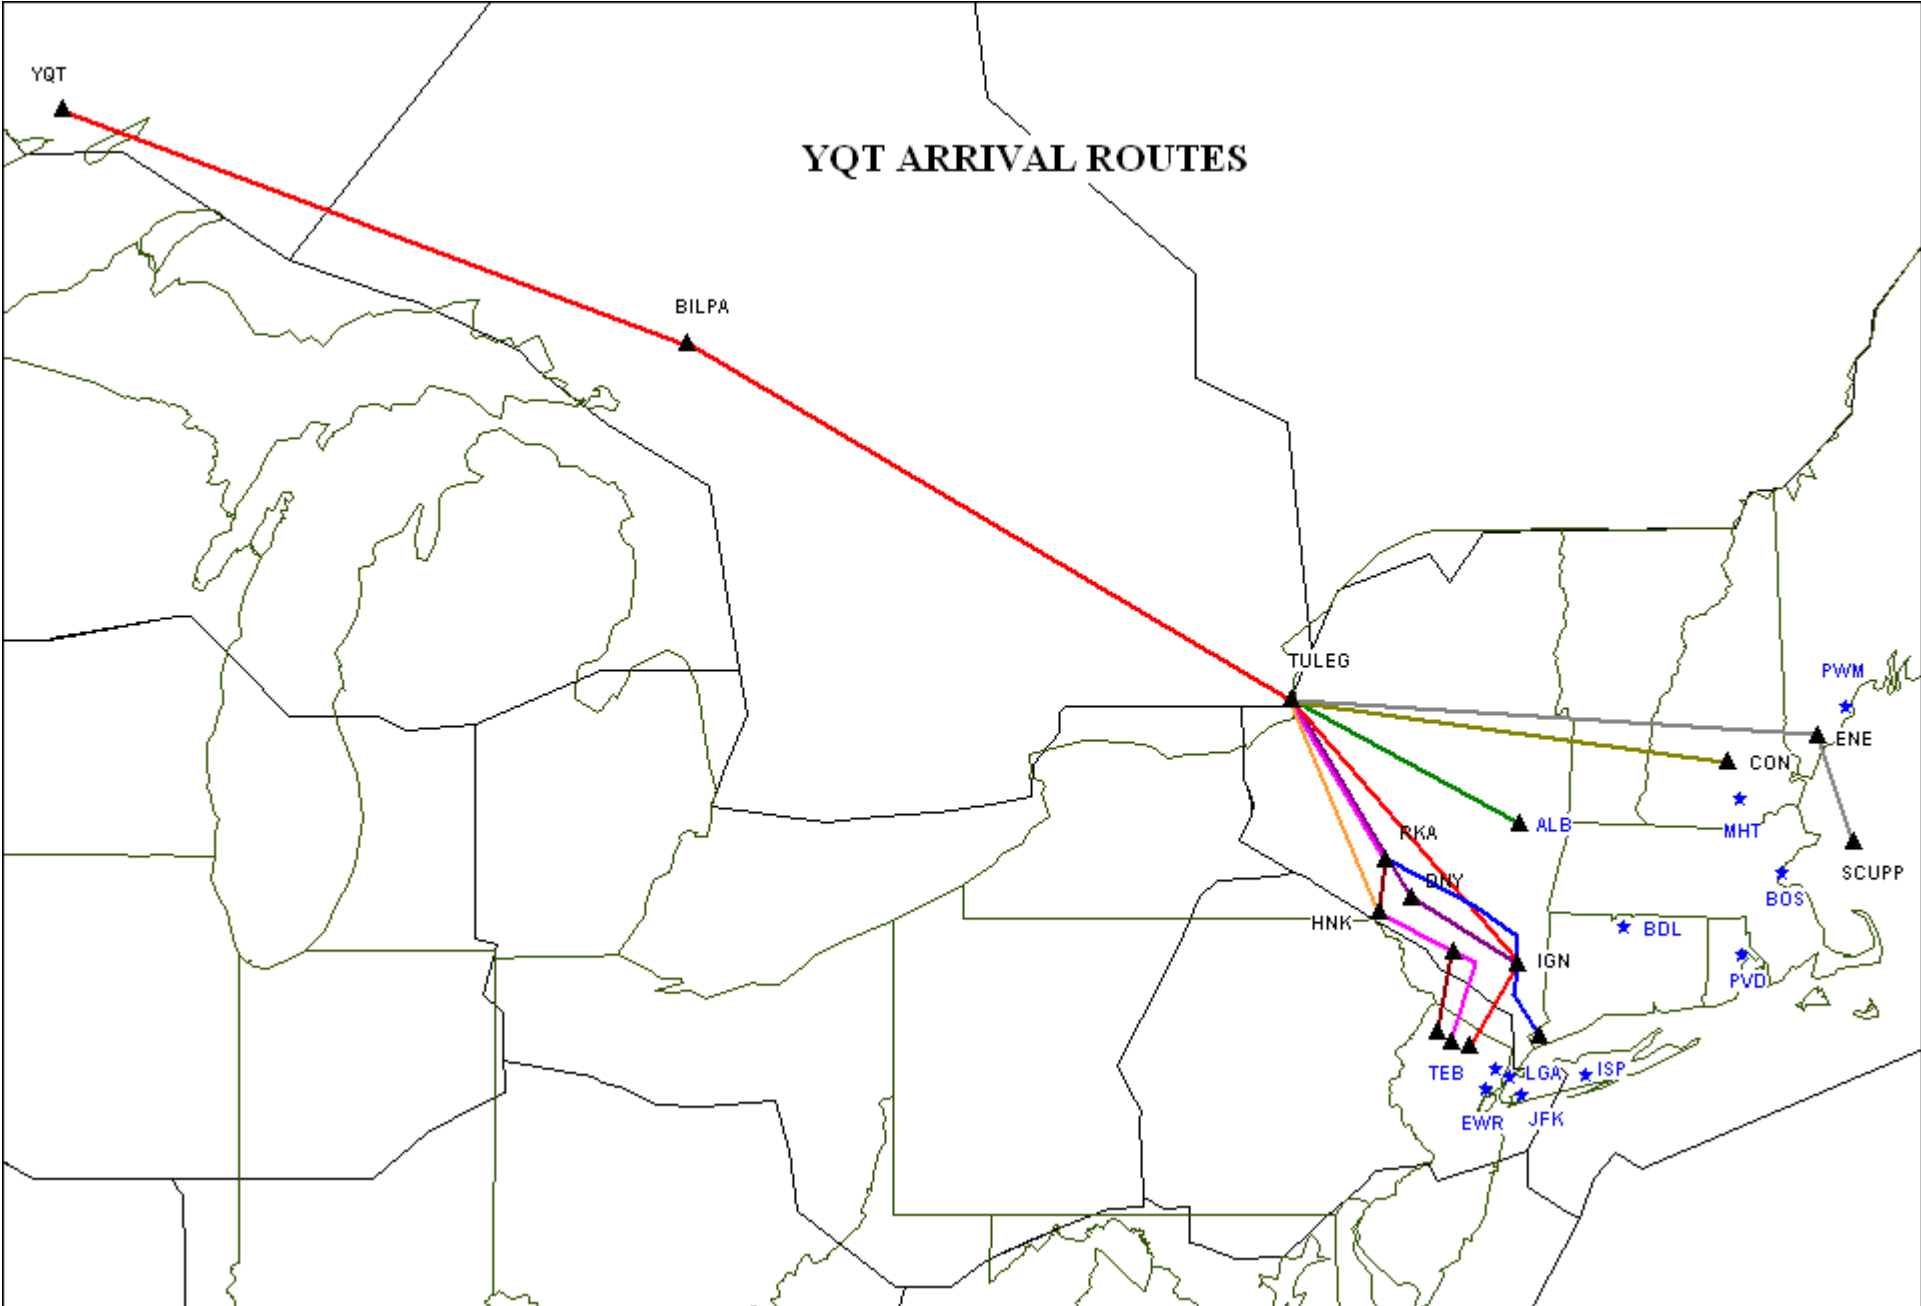 YQT
YQT ARRIVAL ROUTES
BILPA
TULEG
PWM
ENE
CON
RKA
ALB
MHT
SCUPP
DNY
BOS
HNK
BDL
IGN
PVD
TEB
LGA
ISP
EWR
JFK